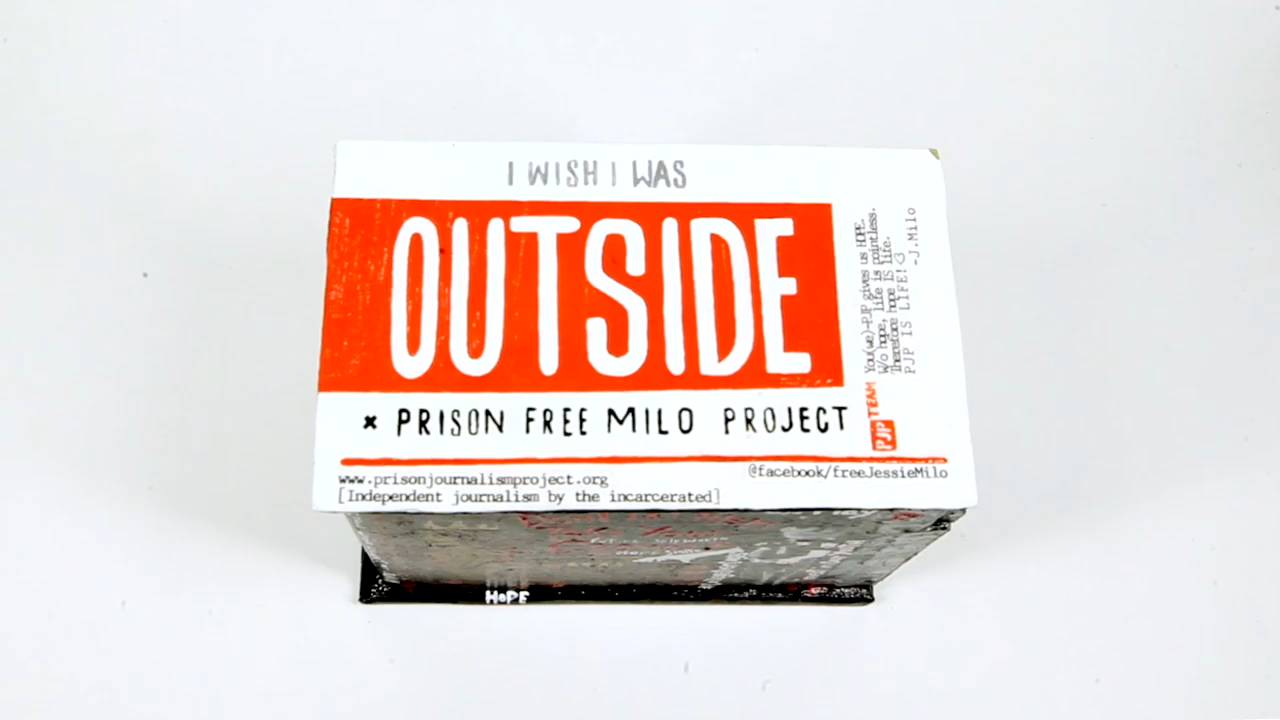 I WISH I WAS
OUTSIDE
× PRISON FREE MILO PROJECT
www.prisonjournalismproject.org
@facebook/freeJessieMilo
[Independent journalism by the incarcerated]
PJP TEAM
You(we)-PJP gives us HOPE.
W/o hope, life is pointless.
Therefore hope IS life.
PJP IS LIFE! <3
-J.Milo
HOPE